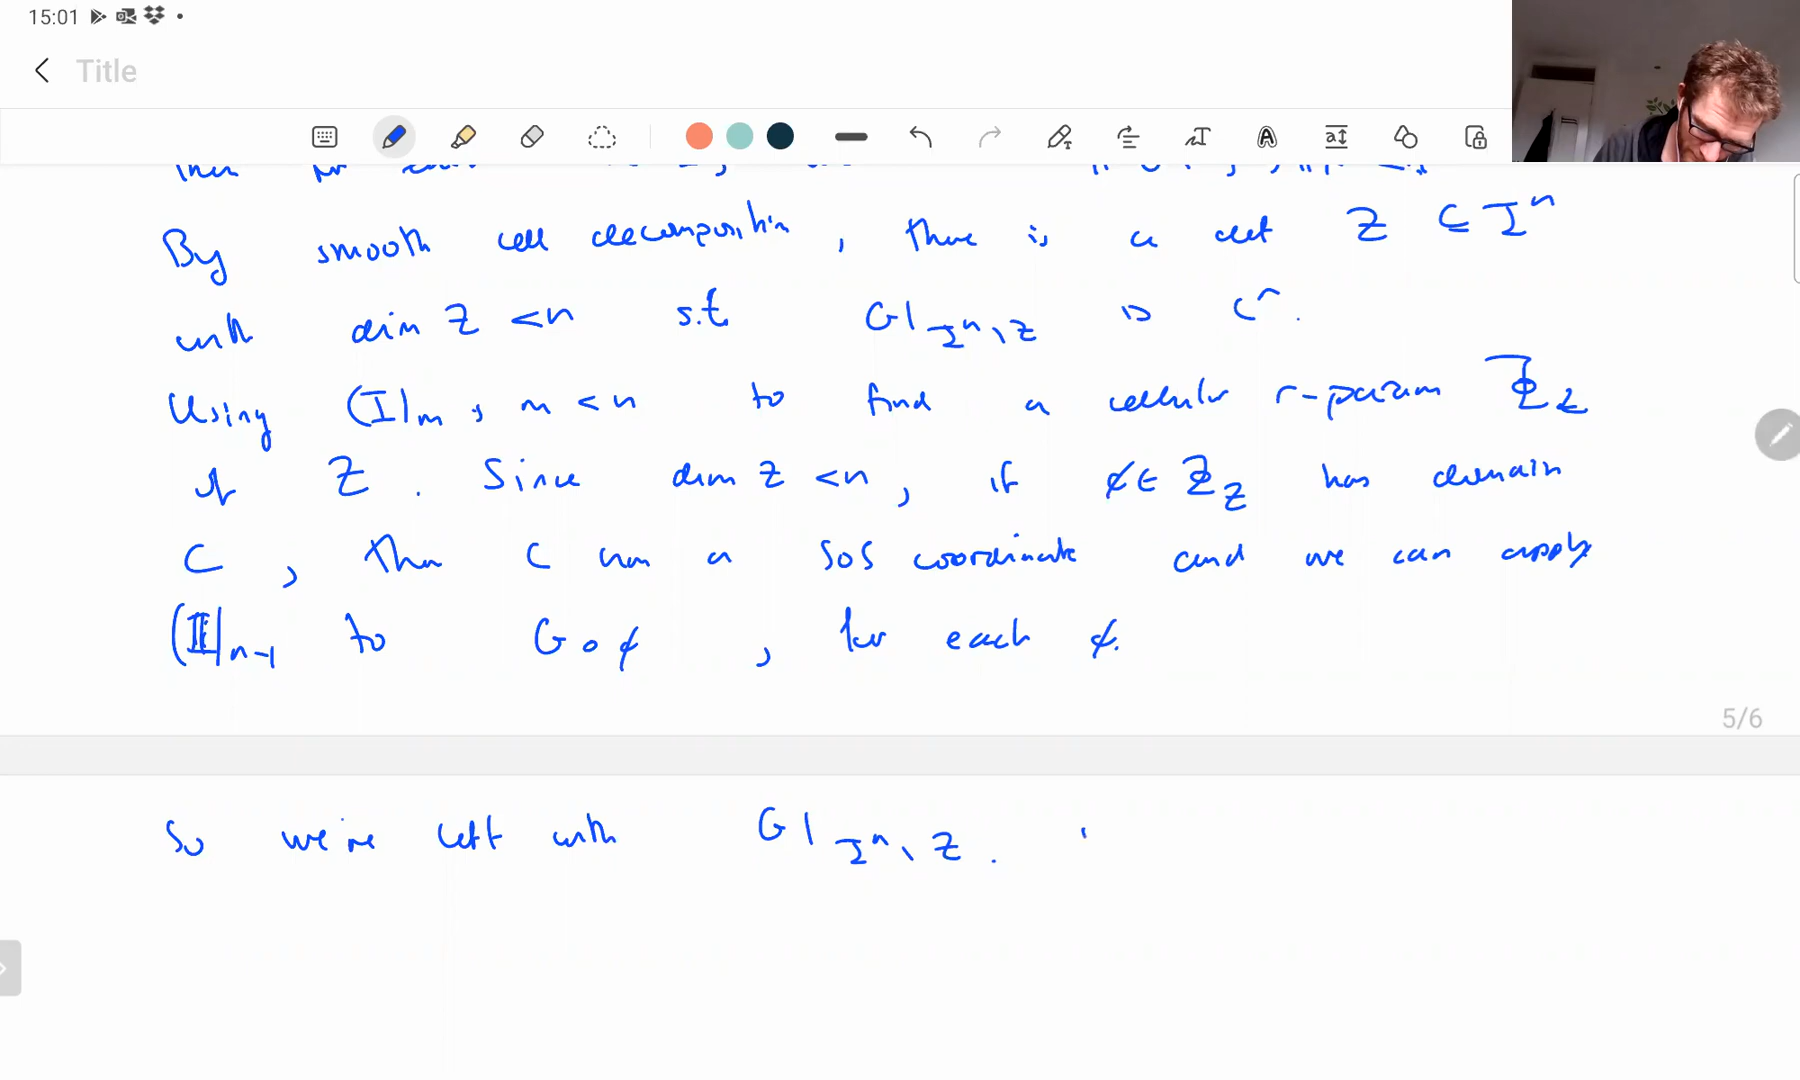 15:01
Title
By smooth cell decomposition, there is a def Z ⊆ I^n
with dim Z < n s.t. G|_{I^n \ Z} is C^r.
Using (I)_m, m < n to find a cellular r-param Φ_Z
of Z. Since dim Z < n, if ϕ ∈ Φ_Z has domain
C, then C has a sos coordinate and we can apply
(II)_{n-1} to G ∘ ϕ, for each ϕ.
5/6
So we're left with G|_{I^n \ Z}.